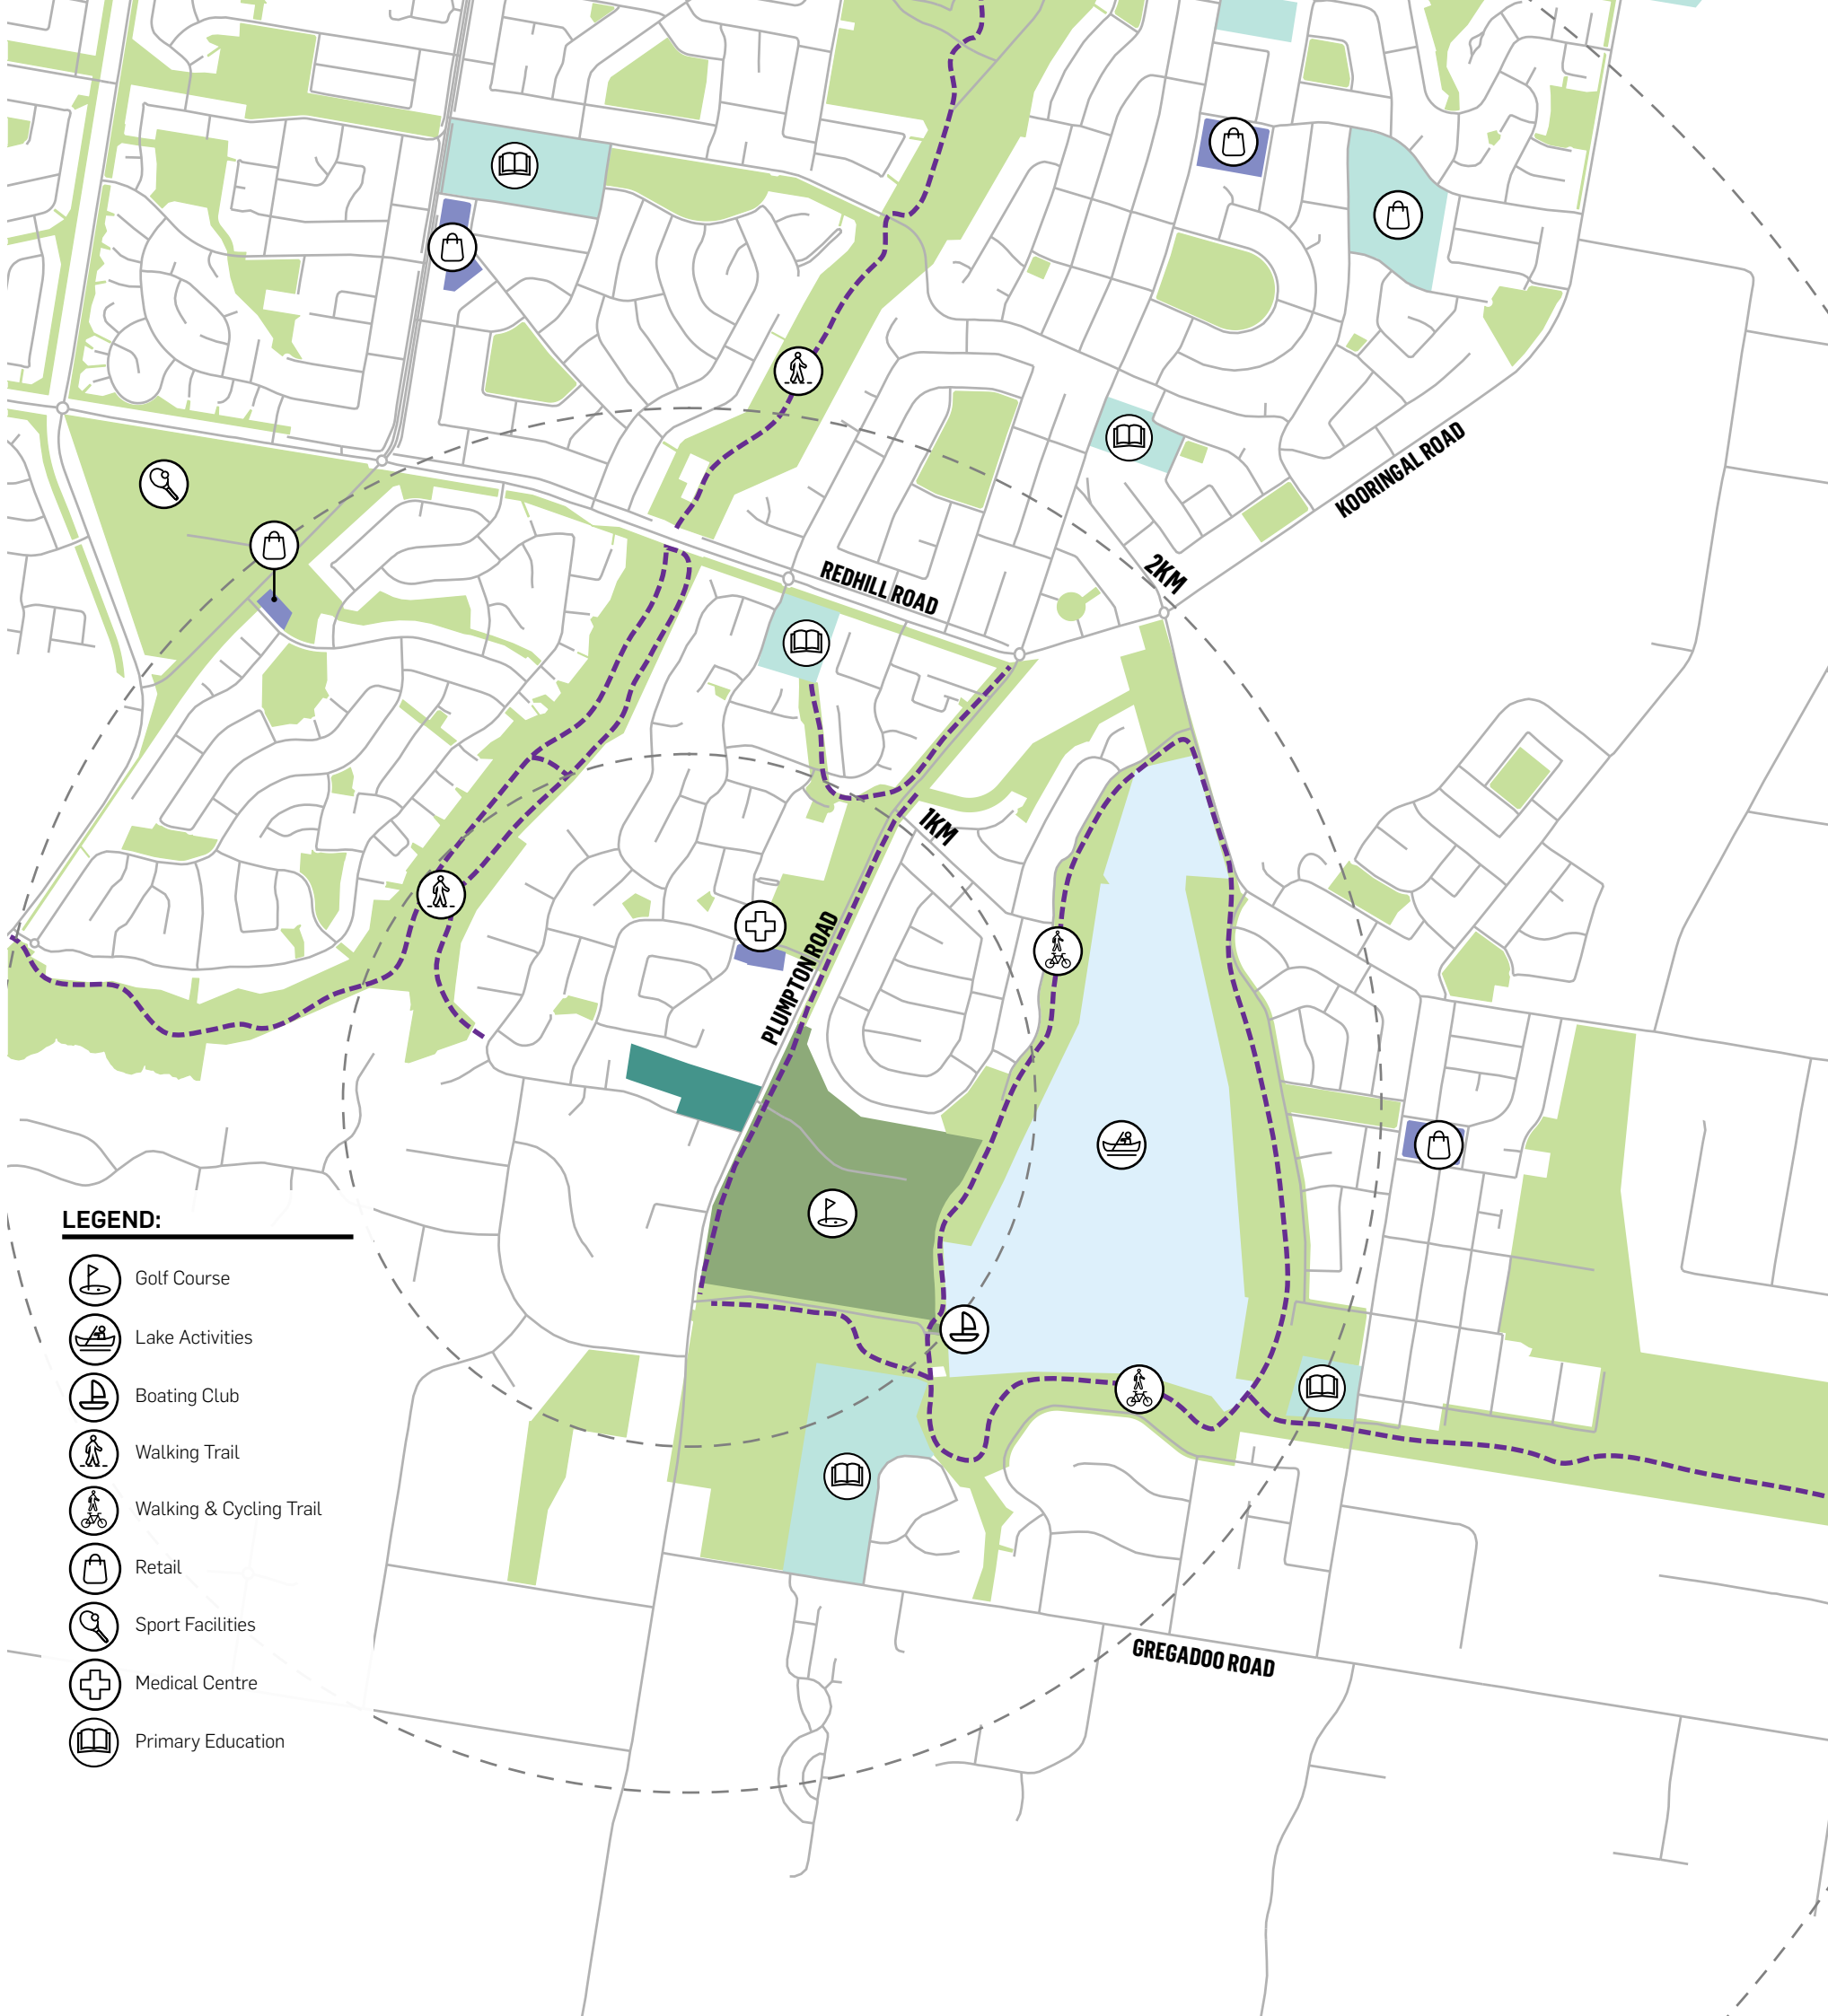 KOORINGAL ROAD
2KM
REDHILL ROAD
1KM
PLUMPTON ROAD
LEGEND:
Golf Course
Lake Activities
Boating Club
Walking Trail
Walking & Cycling Trail
Retail
Sport Facilities
Medical Centre
Primary Education
GREGADOO ROAD